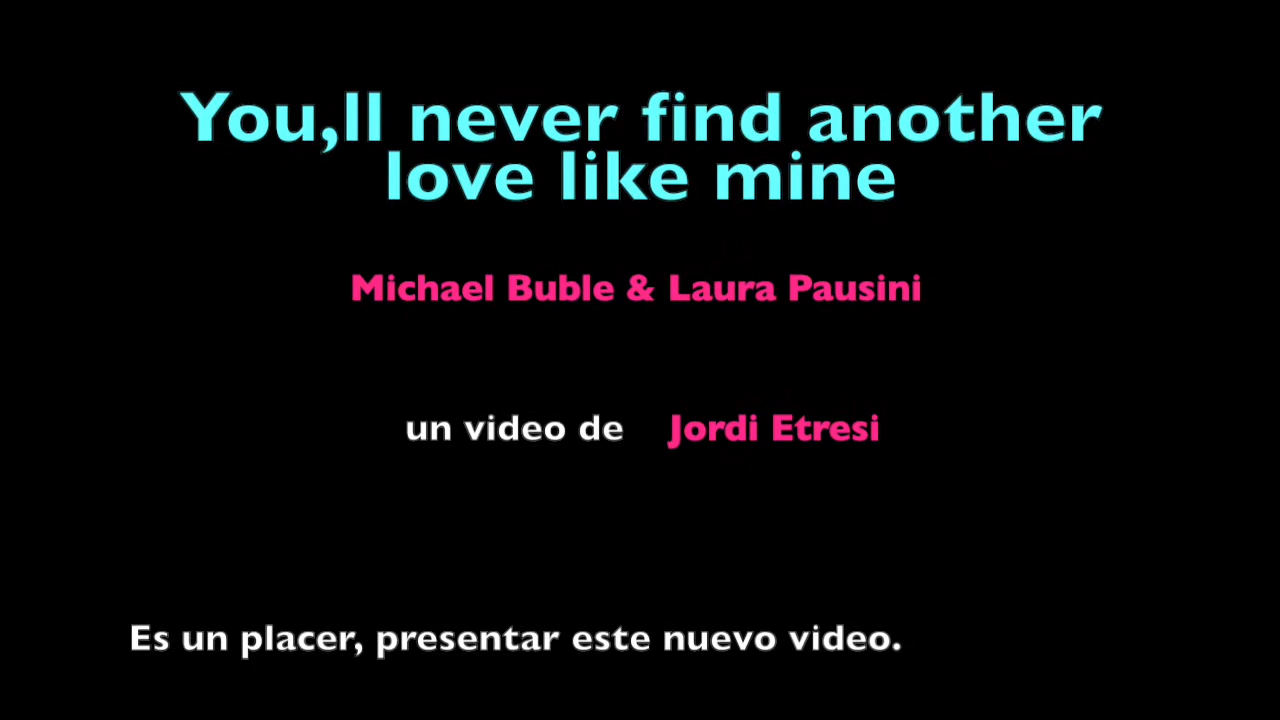 You,ll never find another
love like mine
Michael Buble & Laura Pausini
un video de Jordi Etresi
Es un placer, presentar este nuevo video.